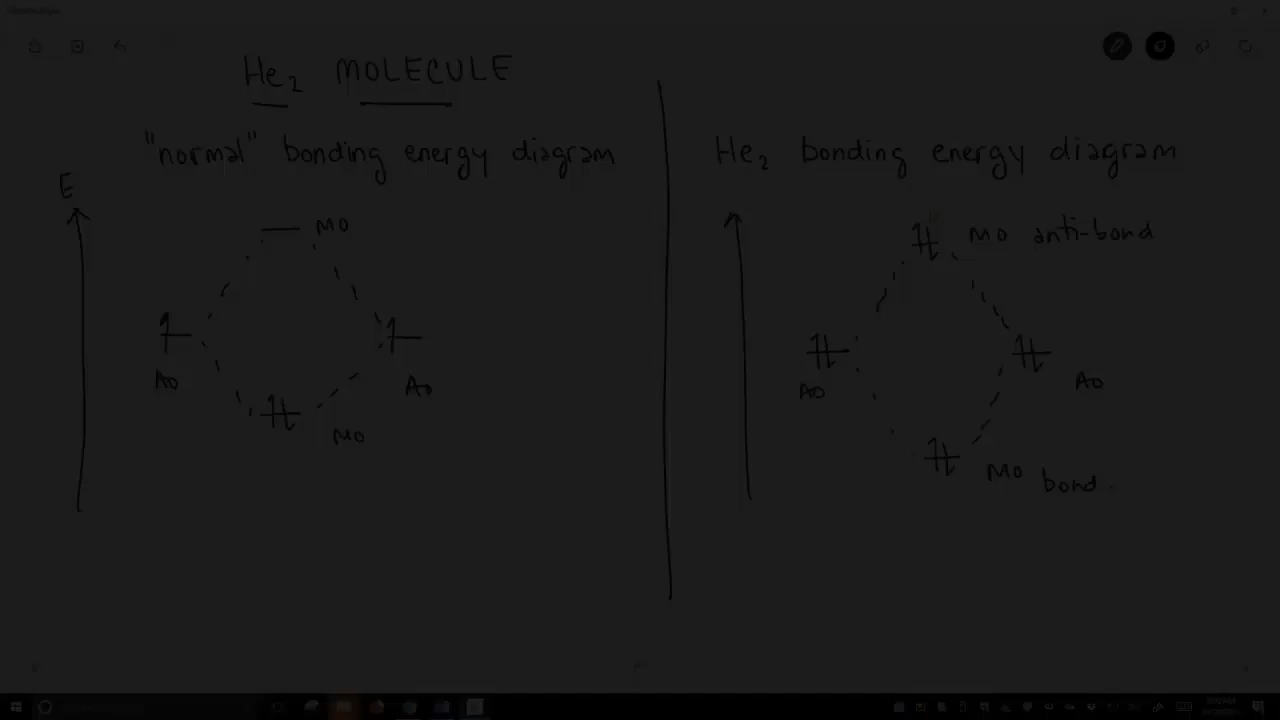 He₂ MOLECULE
"normal" bonding energy diagram
E
MO
AO
AO
MO
He₂ bonding energy diagram
MO anti-bond
AO
AO
MO bond